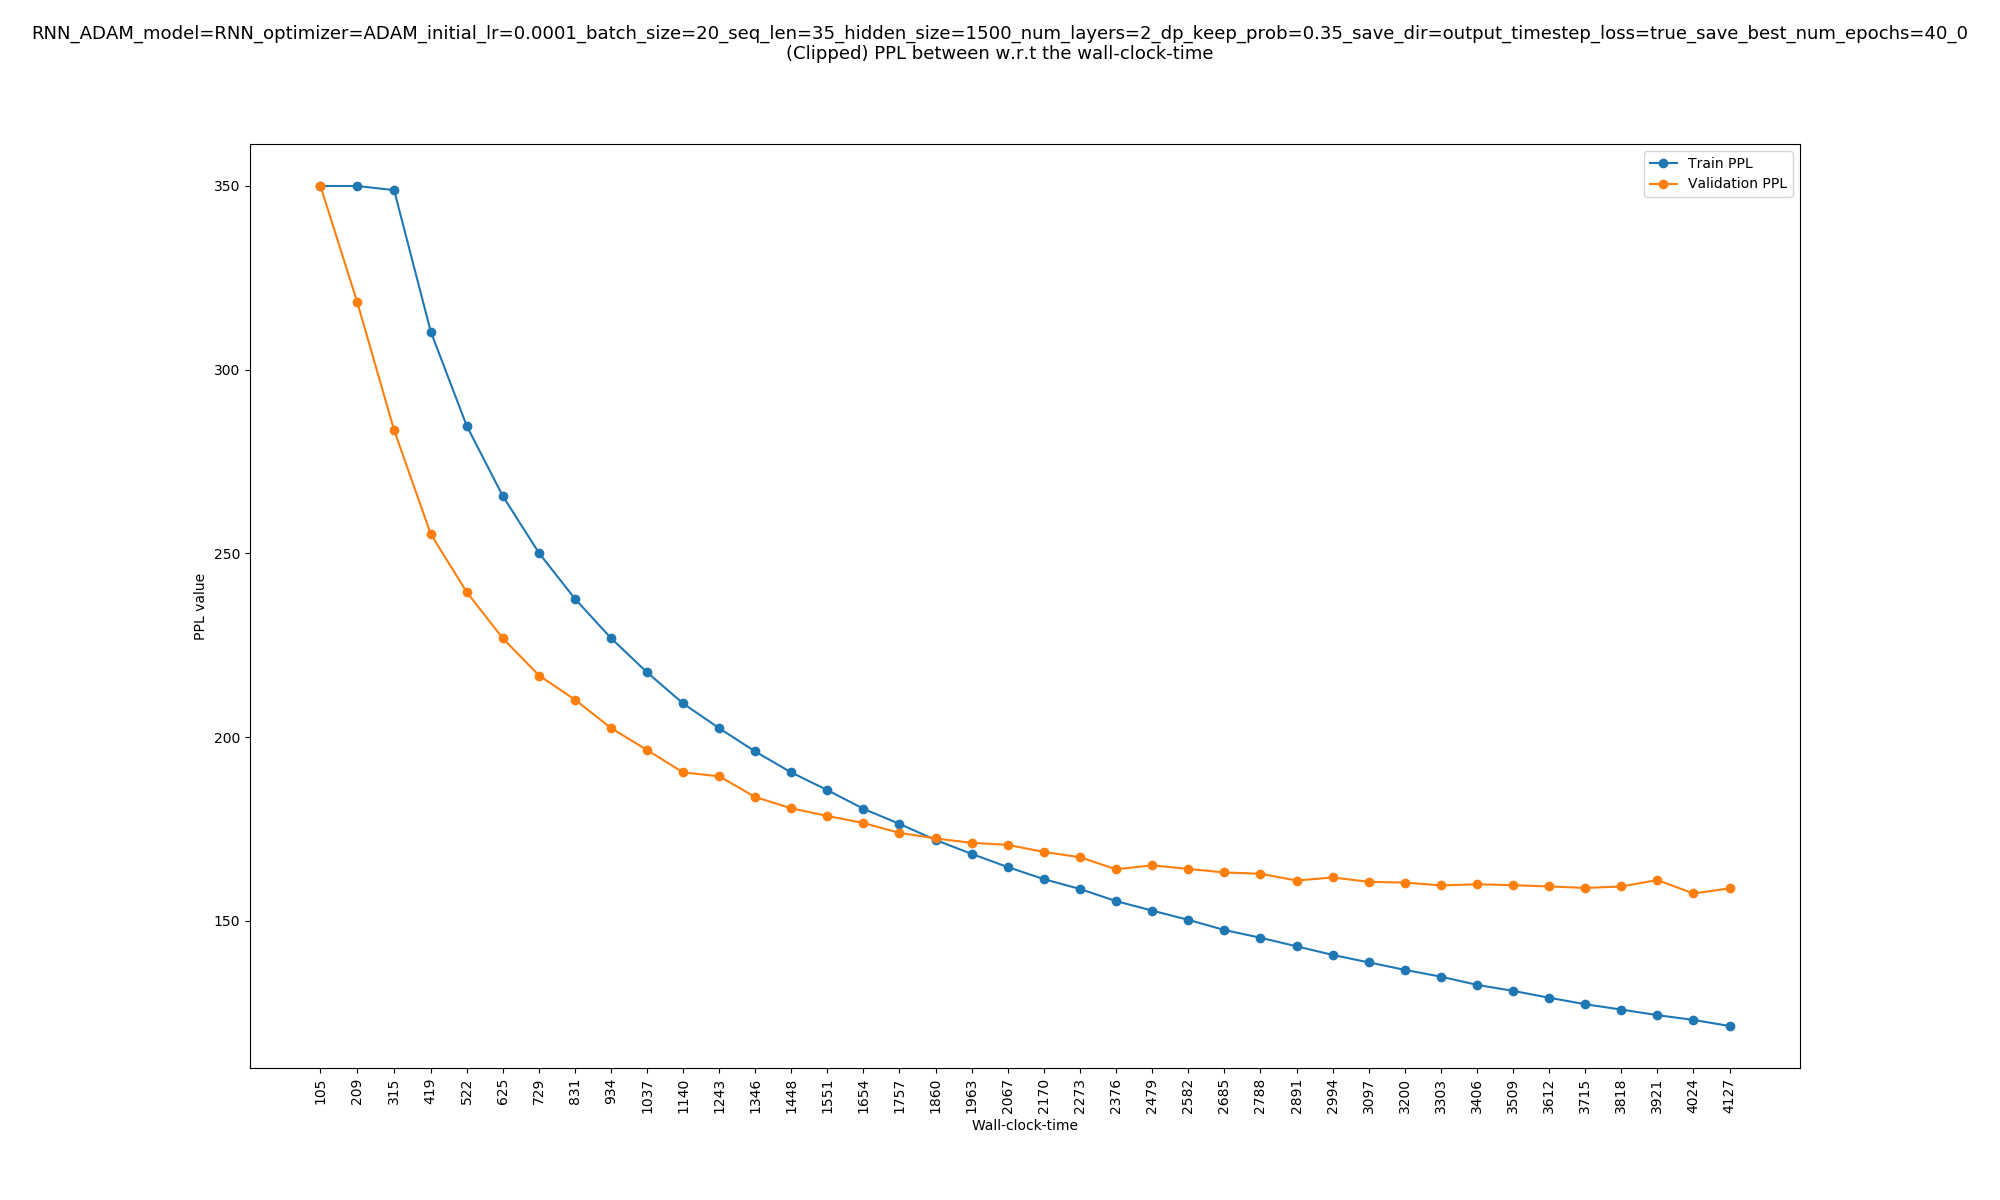 RNN_ADAM_model=RNN_optimizer=ADAM_initial_lr=0.0001_batch_size=20_seq_len=35_hidden_size=1500_num_layers=2_dp_keep_prob=0.35_save_dir=output_timestep_loss=true_save_best_num_epochs=40_0
(Clipped) PPL between w.r.t the wall-clock-time
Train PPL
Validation PPL
350
300
250
200
150
PPL value
105 209 315 419 522 625 729 831 934 1037 1140 1243 1346 1448 1551 1654 1757 1860 1963 2067 2170 2273 2376 2479 2582 2685 2788 2891 2994 3097 3200 3303 3406 3509 3612 3715 3818 3921 4024 4127
Wall-clock-time